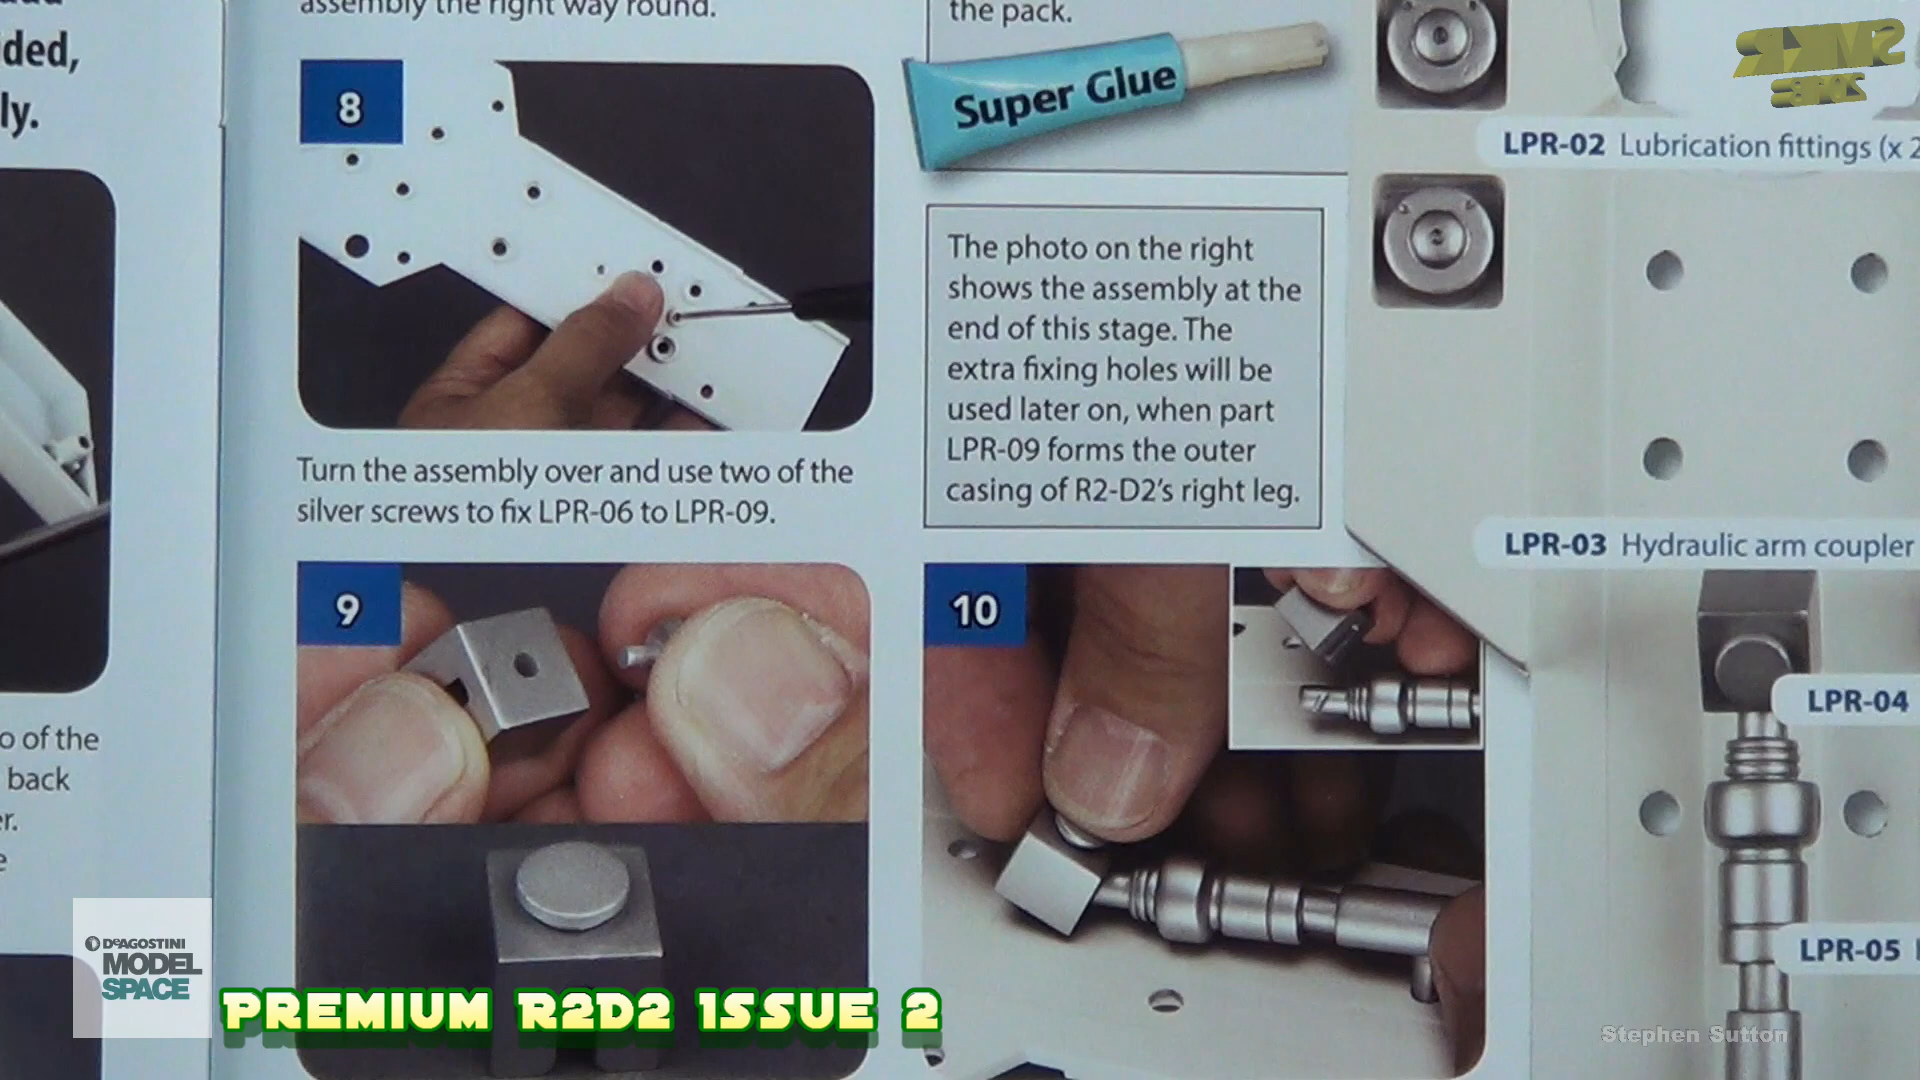 dded,
ly.
o of the
back
er.
e
assembly the right way round.
8
Turn the assembly over and use two of the
silver screws to fix LPR-06 to LPR-09.
9
the pack.
Super Glue
The photo on the right
shows the assembly at the
end of this stage. The
extra fixing holes will be
used later on, when part
LPR-09 forms the outer
casing of R2-D2's right leg.
10
LPR-02 Lubrication fittings (x 2
LPR-03 Hydraulic arm coupler
LPR-04
LPR-05
DeAGOSTINI
MODEL
SPACE
PREMIUM R2D2 ISSUE 2
Stephen Sutton